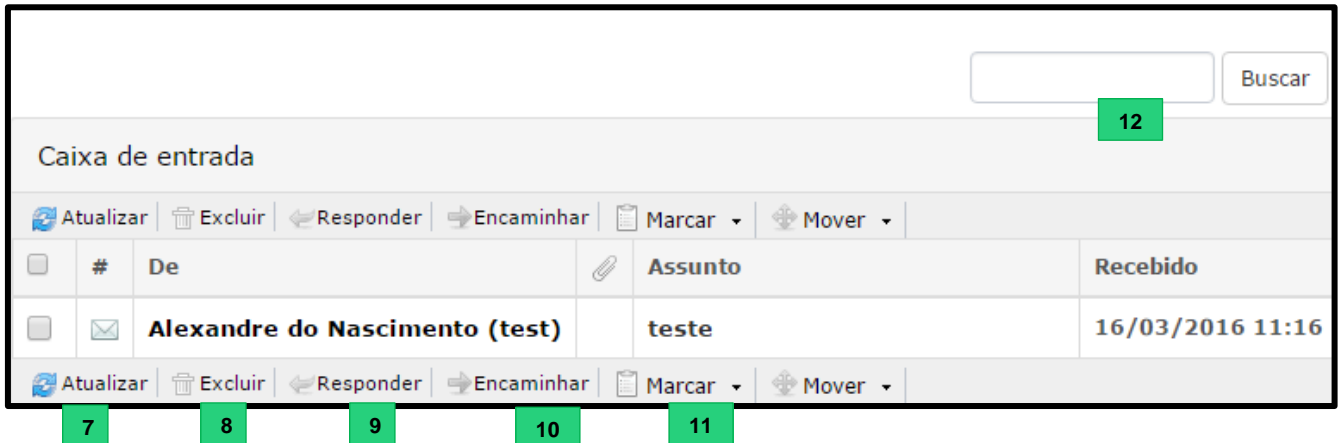 Buscar
12
Caixa de entrada
Atualizar Excluir Responder Encaminhar Marcar Mover
# De Assunto Recebido
Alexandre do Nascimento (test) teste 16/03/2016 11:16
Atualizar Excluir Responder Encaminhar Marcar Mover
7 8 9 10 11